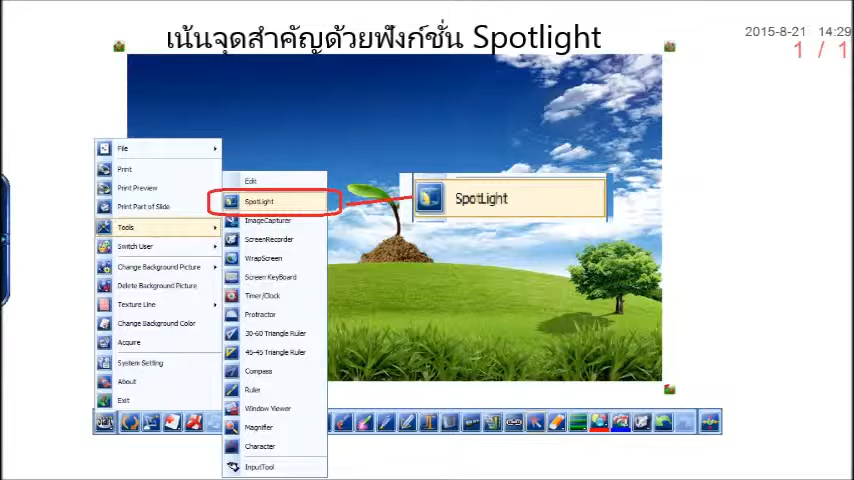 เน้นจุดสำคัญด้วยฟังก์ชั่น Spotlight
2015-8-21 14:29
1 / 1
File
Print
Print Preview
Print Part of Slide
Tools
Switch User
Change Background Picture
Delete Background Picture
Texture Line
Change Background Color
Acquire
System Setting
About
Exit
Edit
SpotLight
ImageCapturer
ScreenRecorder
WrapScreen
Screen KeyBoard
Timer/Clock
Protractor
30-60 Triangle Ruler
45-45 Triangle Ruler
Compass
Ruler
Window Viewer
Magnifier
Character
InputTool
SpotLight